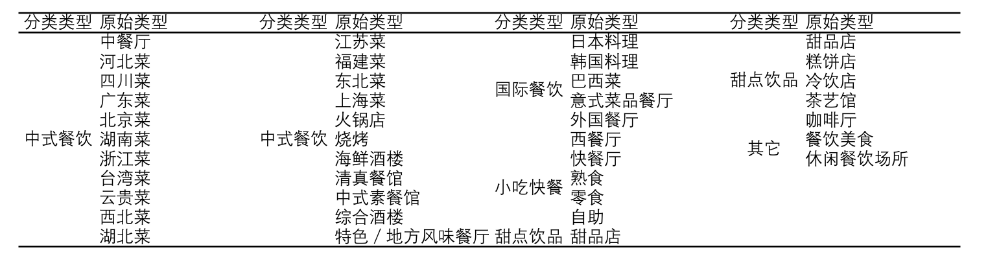 分类类型 原始类型 分类类型 原始类型 分类类型 原始类型 分类类型 原始类型
中餐厅 江苏菜 日本料理 甜品店
河北菜 福建菜 韩国料理 糕饼店
四川菜 东北菜 国际餐饮 巴西菜 甜点饮品 冷饮店
广东菜 上海菜 意式菜品餐厅 茶艺馆
北京菜 火锅店 外国餐厅 咖啡厅
中式餐饮 湖南菜 中式餐饮 烧烤 西餐厅 其它 餐饮美食
浙江菜 海鲜酒楼 快餐厅 休闲餐饮场所
台湾菜 清真餐馆 小吃快餐 熟食
云贵菜 中式素餐馆 零食
西北菜 综合酒楼 自助
湖北菜 特色/地方风味餐厅 甜点饮品 甜品店